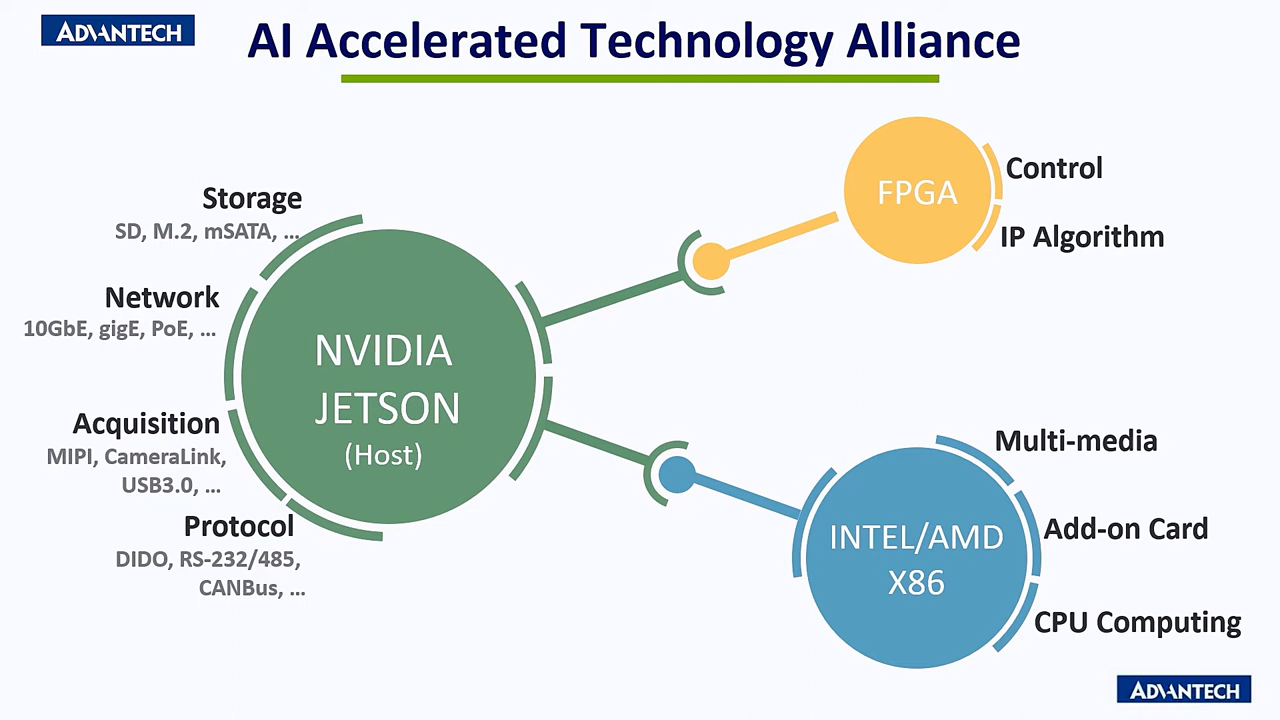 ADVANTECH
AI Accelerated Technology Alliance
Storage
SD, M.2, mSATA, ...
Network
10GbE, gigE, PoE, ...
Acquisition
MIPI, CameraLink,
USB3.0, ...
Protocol
DIDO, RS-232/485,
CANBus, ...
NVIDIA
JETSON
(Host)
FPGA
Control
IP Algorithm
INTEL/AMD
X86
Multi-media
Add-on Card
CPU Computing
ADVANTECH